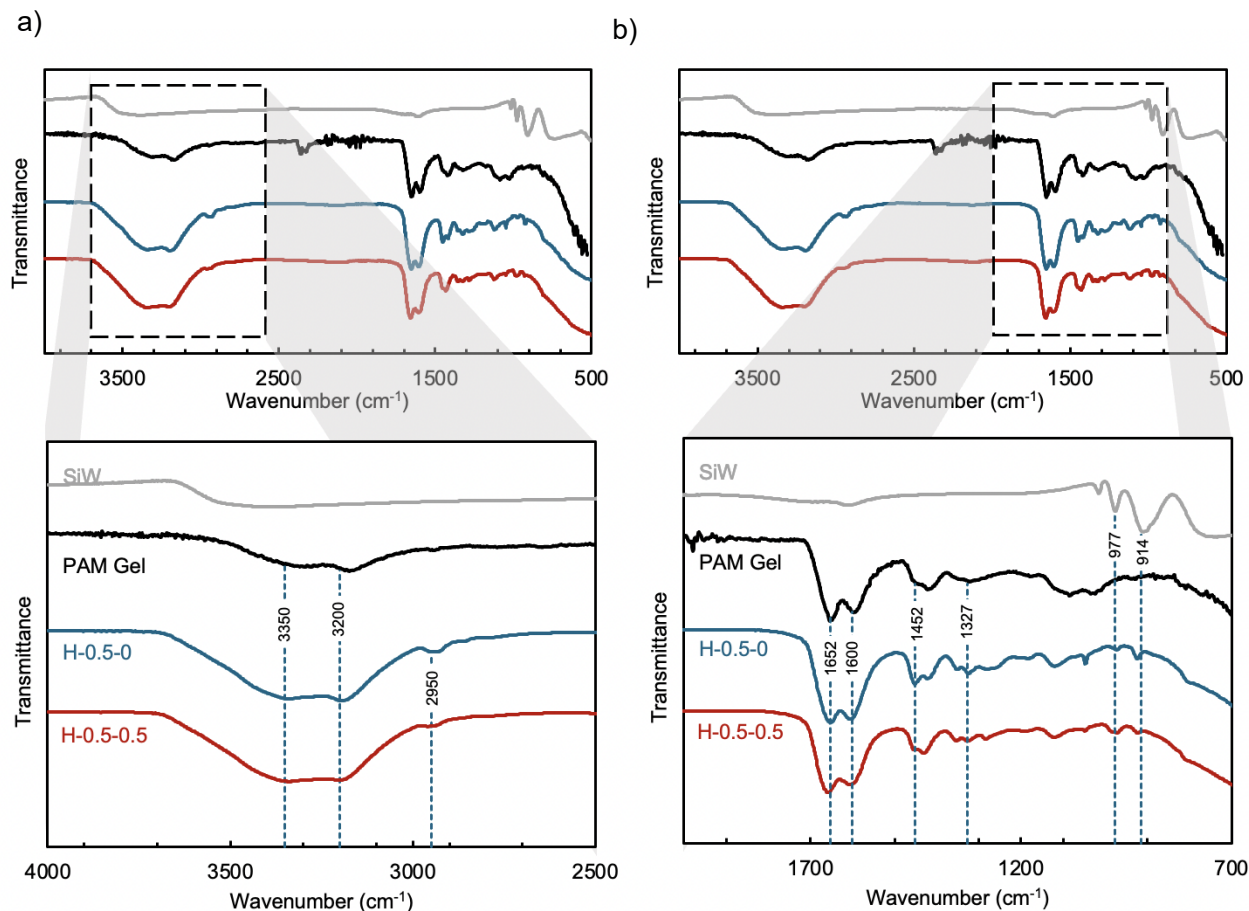 a)
b)
Transmittance
3500
2500
1500
500
Wavenumber (cm⁻¹)
Transmittance
3500
2500
1500
500
Wavenumber (cm⁻¹)
SiW
PAM Gel
H-0.5-0
H-0.5-0.5
3350
3200
2950
Transmittance
4000
3500
3000
2500
Wavenumber (cm⁻¹)
SiW
PAM Gel
H-0.5-0
H-0.5-0.5
1652
1600
1452
1327
977
914
Transmittance
1700
1200
700
Wavenumber (cm⁻¹)